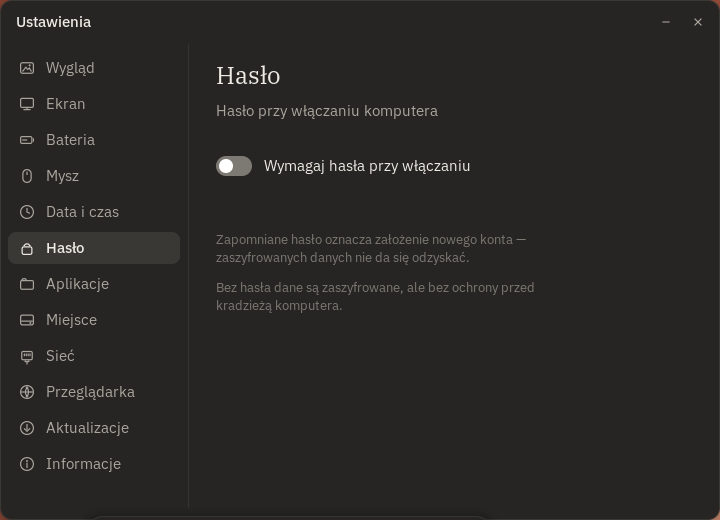 Ustawienia
Wygląd
Ekran
Bateria
Mysz
Data i czas
Hasło
Aplikacje
Miejsce
Sieć
Przeglądarka
Aktualizacje
Informacje
Hasło
Hasło przy włączaniu komputera
Wymagaj hasła przy włączaniu
Zapomniane hasło oznacza założenie nowego konta —
zaszyfrowanych danych nie da się odzyskać.
Bez hasła dane są zaszyfrowane, ale bez ochrony przed
kradzieżą komputera.